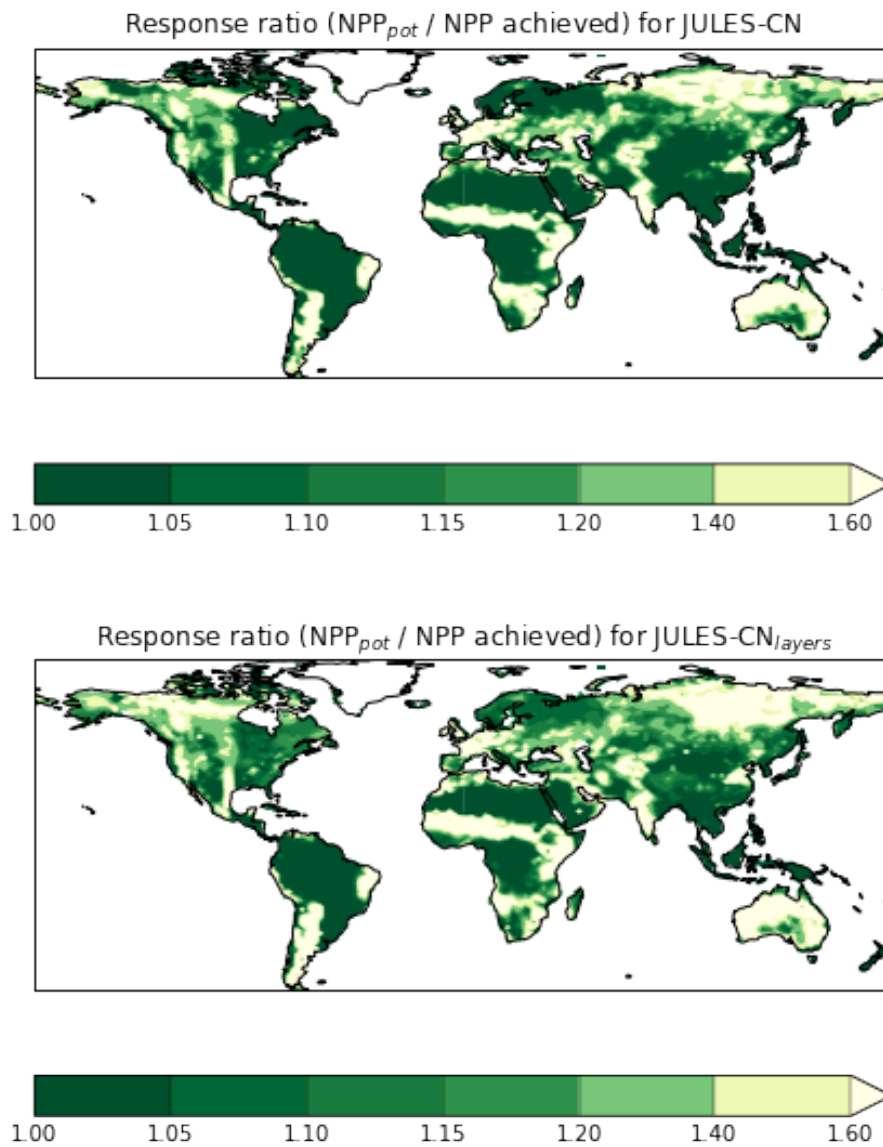 Response ratio (NPPpot / NPP achieved) for JULES-CN
1.00 1.05 1.10 1.15 1.20 1.40 1.60
Response ratio (NPPpot / NPP achieved) for JULES-CNlayers
1.00 1.05 1.10 1.15 1.20 1.40 1.60